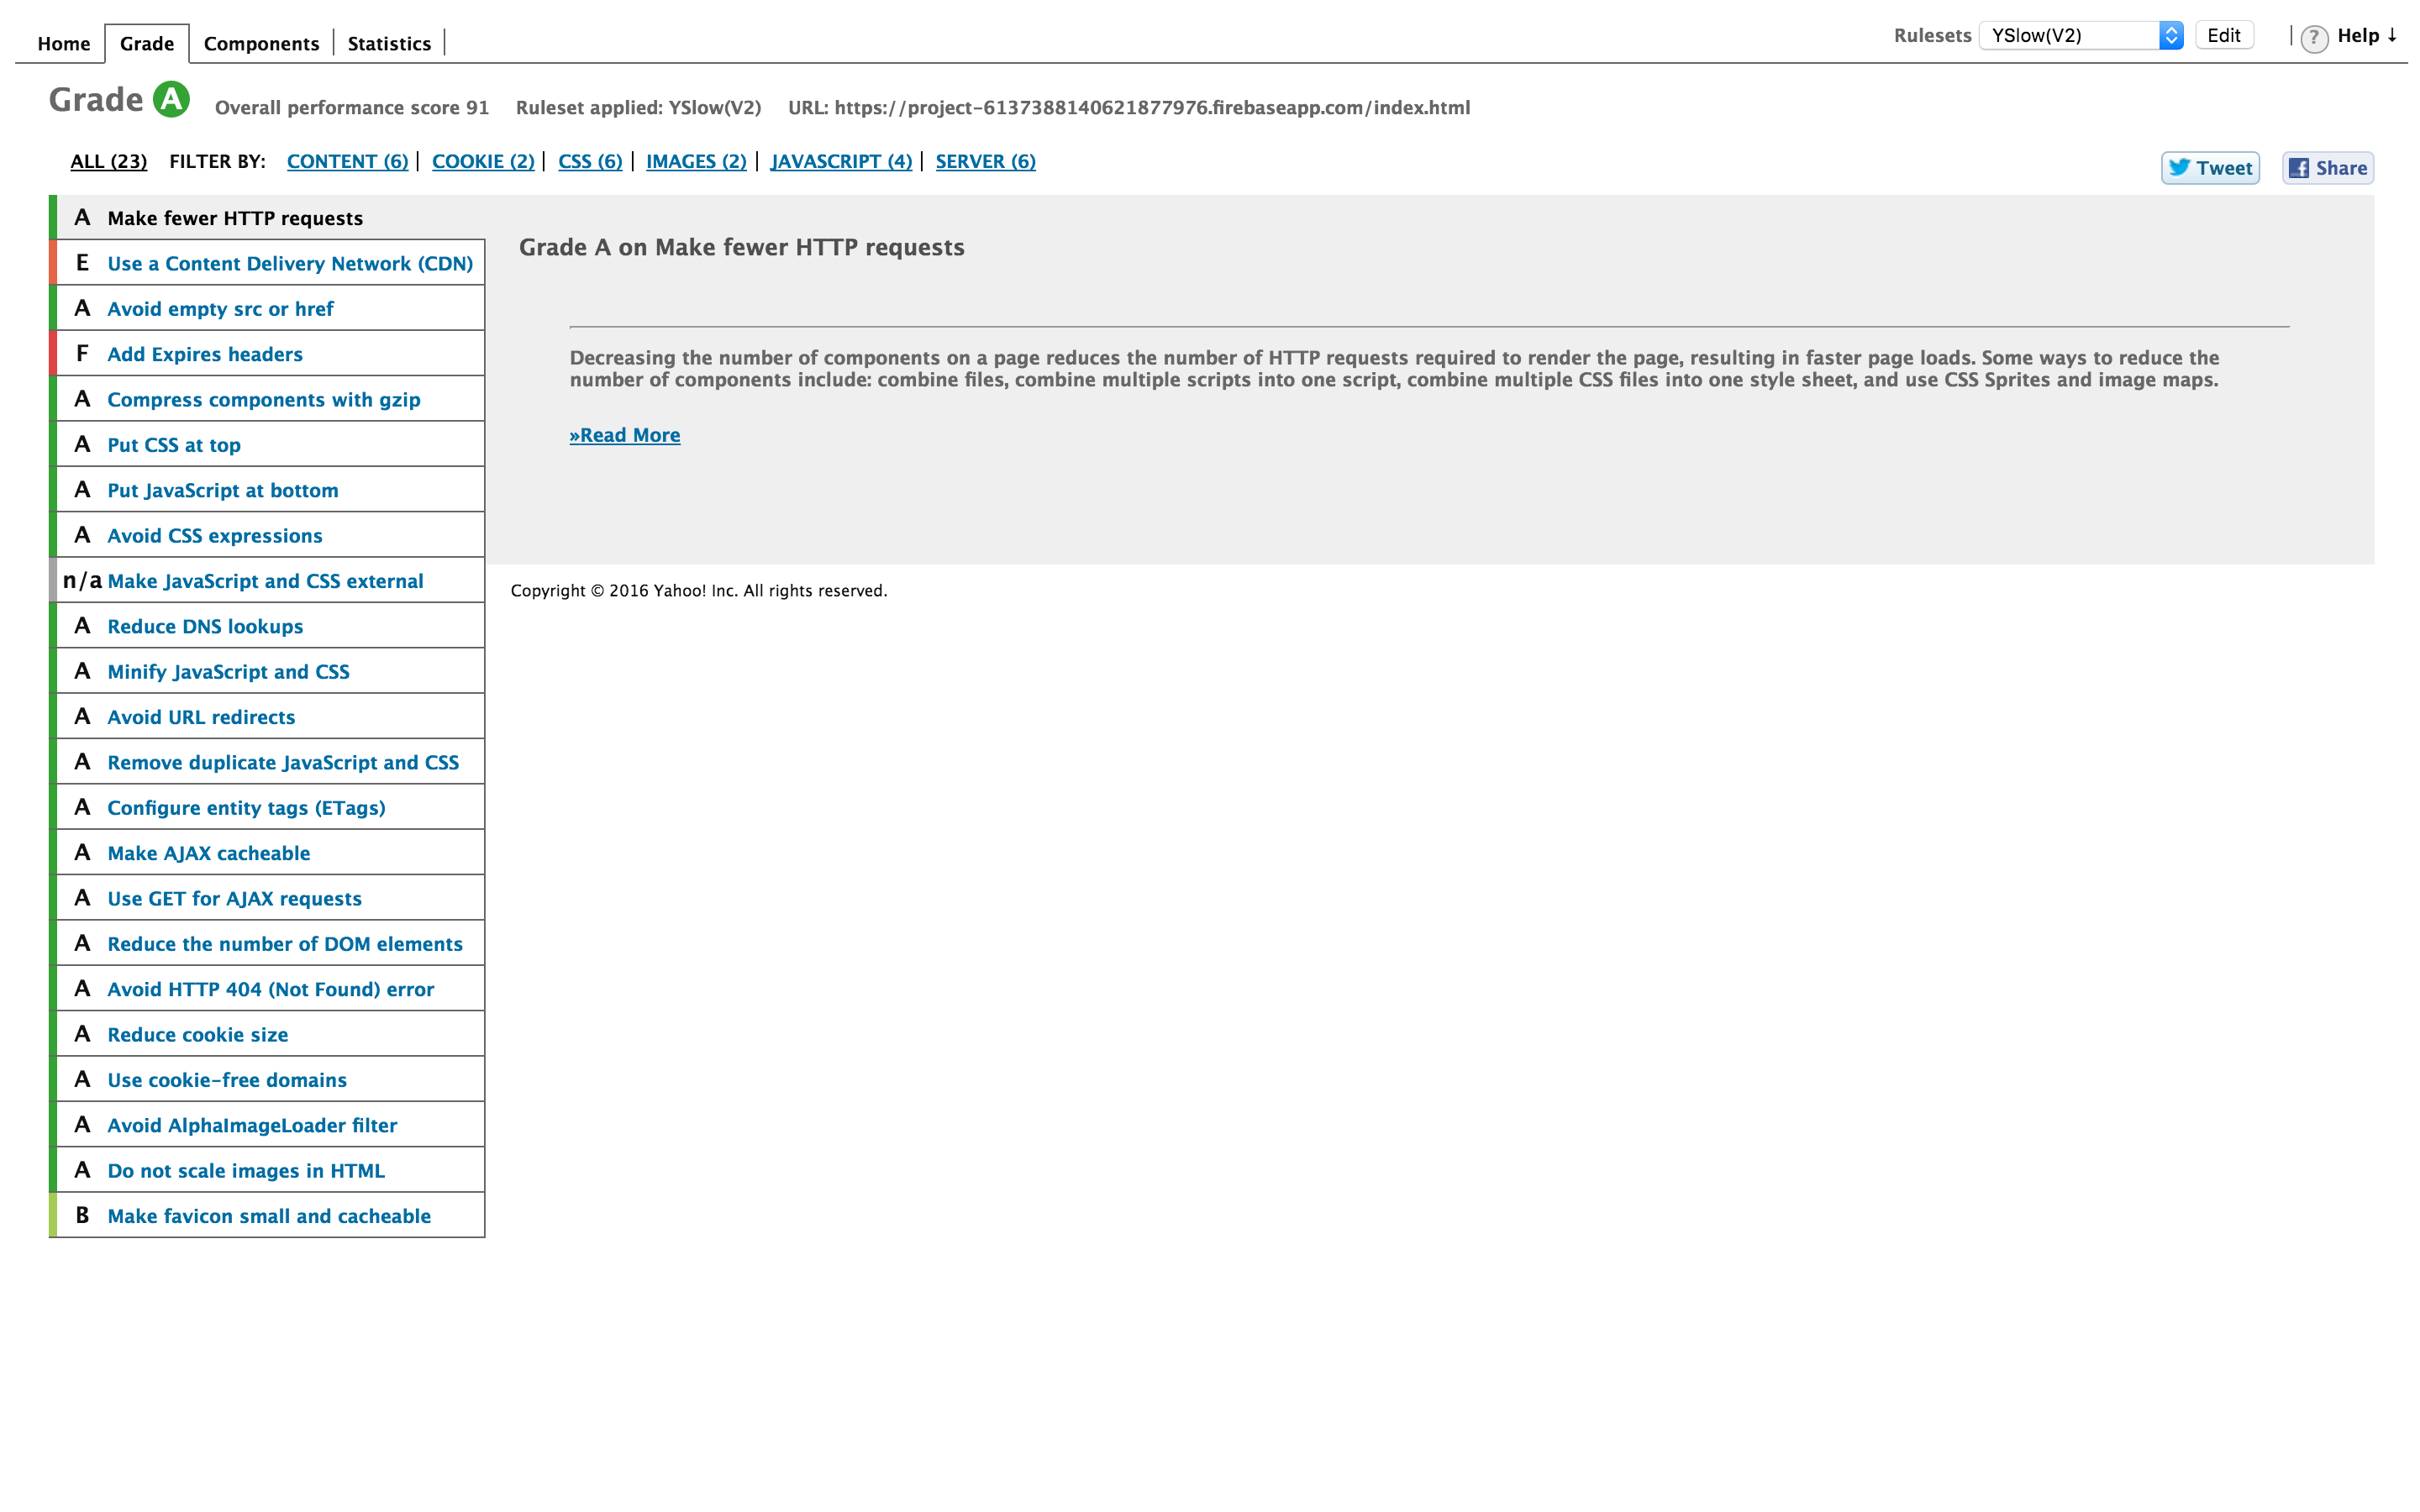 Home Grade Components Statistics Rulesets YSlow(V2) Edit ? Help ↓
Grade A Overall performance score 91 Ruleset applied: YSlow(V2) URL: https://project-6137388140621877976.firebaseapp.com/index.html
ALL (23) FILTER BY: CONTENT (6) | COOKIE (2) | CSS (6) | IMAGES (2) | JAVASCRIPT (4) | SERVER (6)
Tweet f Share
A Make fewer HTTP requests
E Use a Content Delivery Network (CDN)
A Avoid empty src or href
F Add Expires headers
A Compress components with gzip
A Put CSS at top
A Put JavaScript at bottom
A Avoid CSS expressions
n/a Make JavaScript and CSS external
A Reduce DNS lookups
A Minify JavaScript and CSS
A Avoid URL redirects
A Remove duplicate JavaScript and CSS
A Configure entity tags (ETags)
A Make AJAX cacheable
A Use GET for AJAX requests
A Reduce the number of DOM elements
A Avoid HTTP 404 (Not Found) error
A Reduce cookie size
A Use cookie-free domains
A Avoid AlphaImageLoader filter
A Do not scale images in HTML
B Make favicon small and cacheable
Grade A on Make fewer HTTP requests
Decreasing the number of components on a page reduces the number of HTTP requests required to render the page, resulting in faster page loads. Some ways to reduce the
number of components include: combine files, combine multiple scripts into one script, combine multiple CSS files into one style sheet, and use CSS Sprites and image maps.
»Read More
Copyright © 2016 Yahoo! Inc. All rights reserved.